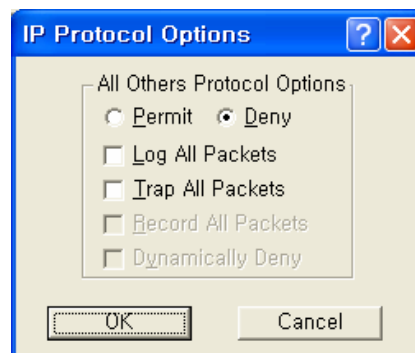 IP Protocol Options
All Others Protocol Options
Permit Deny
Log All Packets
Trap All Packets
Record All Packets
Dynamically Deny
OK Cancel